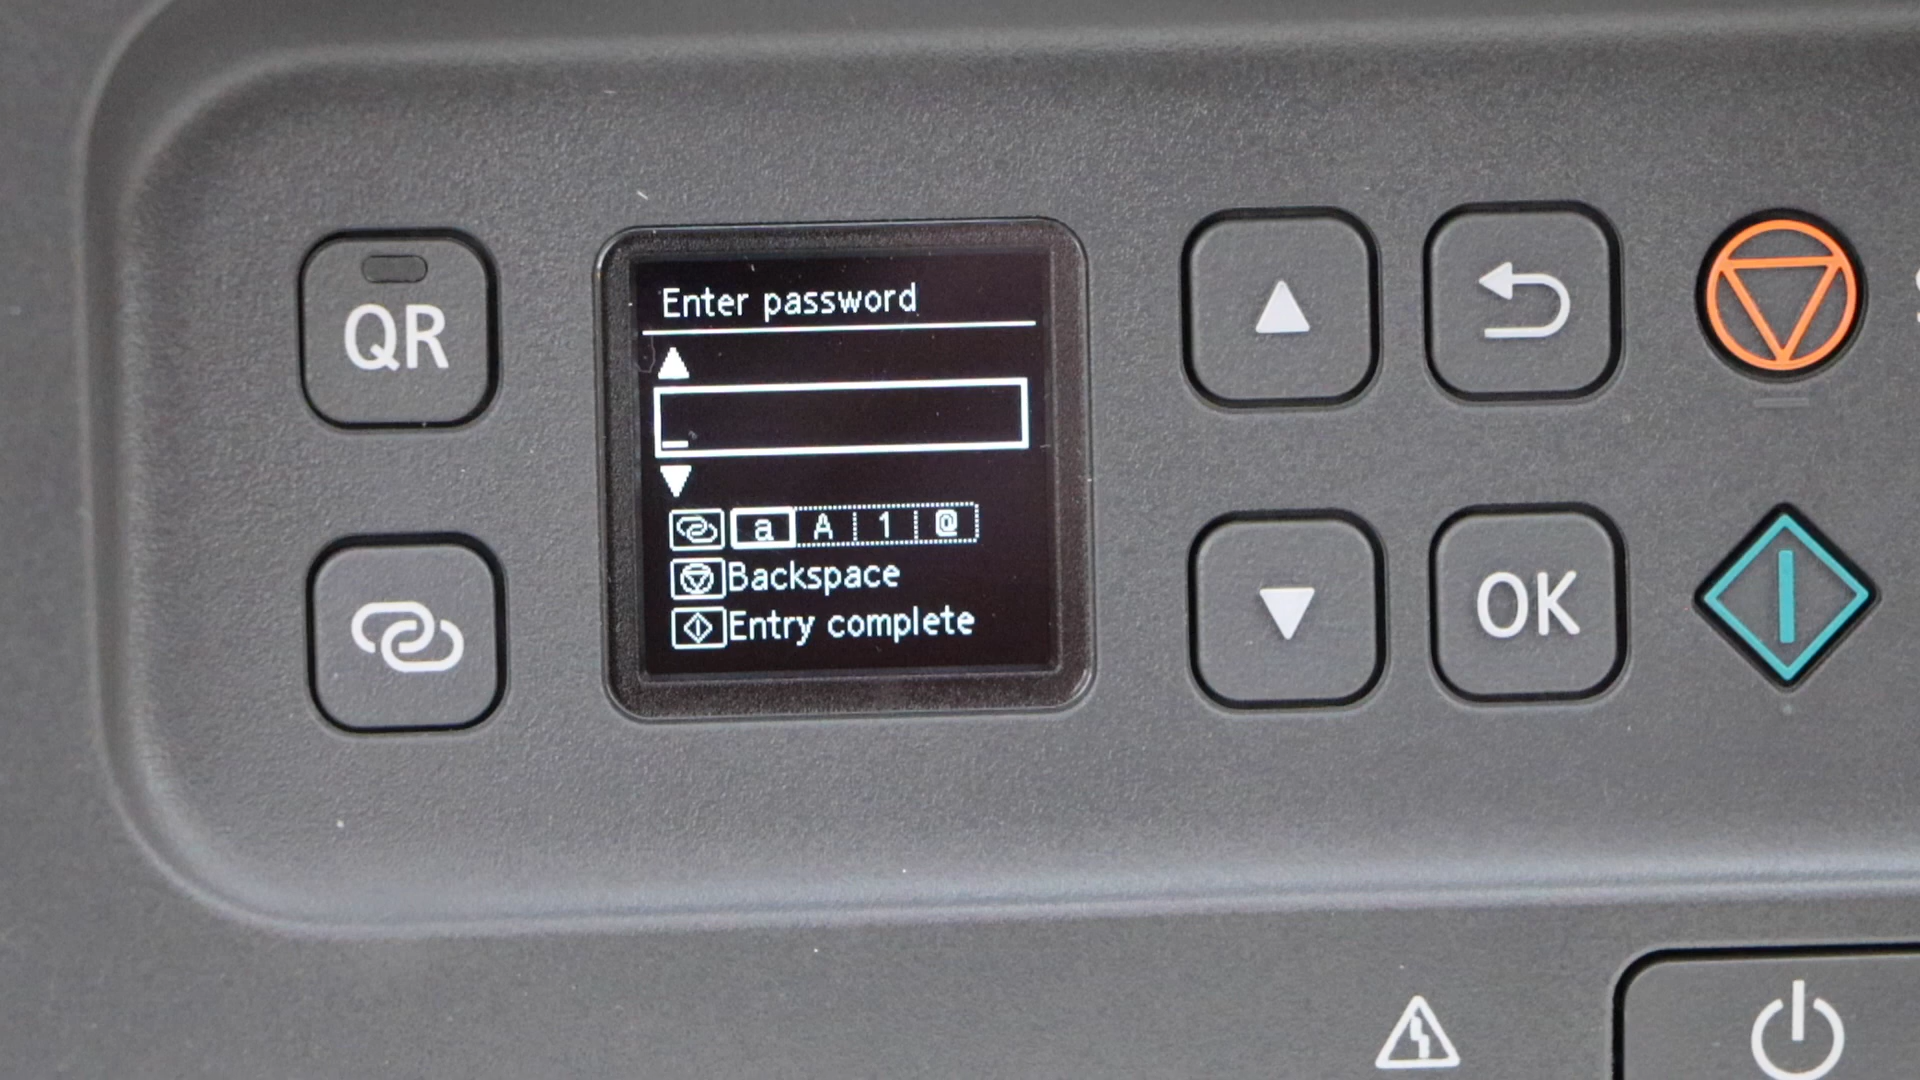 QR
Enter password
a A 1 @
Backspace
Entry complete
OK